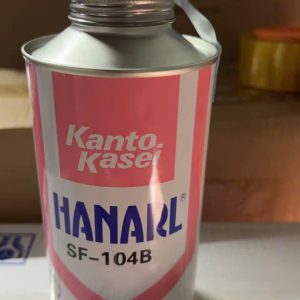 Kanto.
Kasei
HANARL®
SF-104B